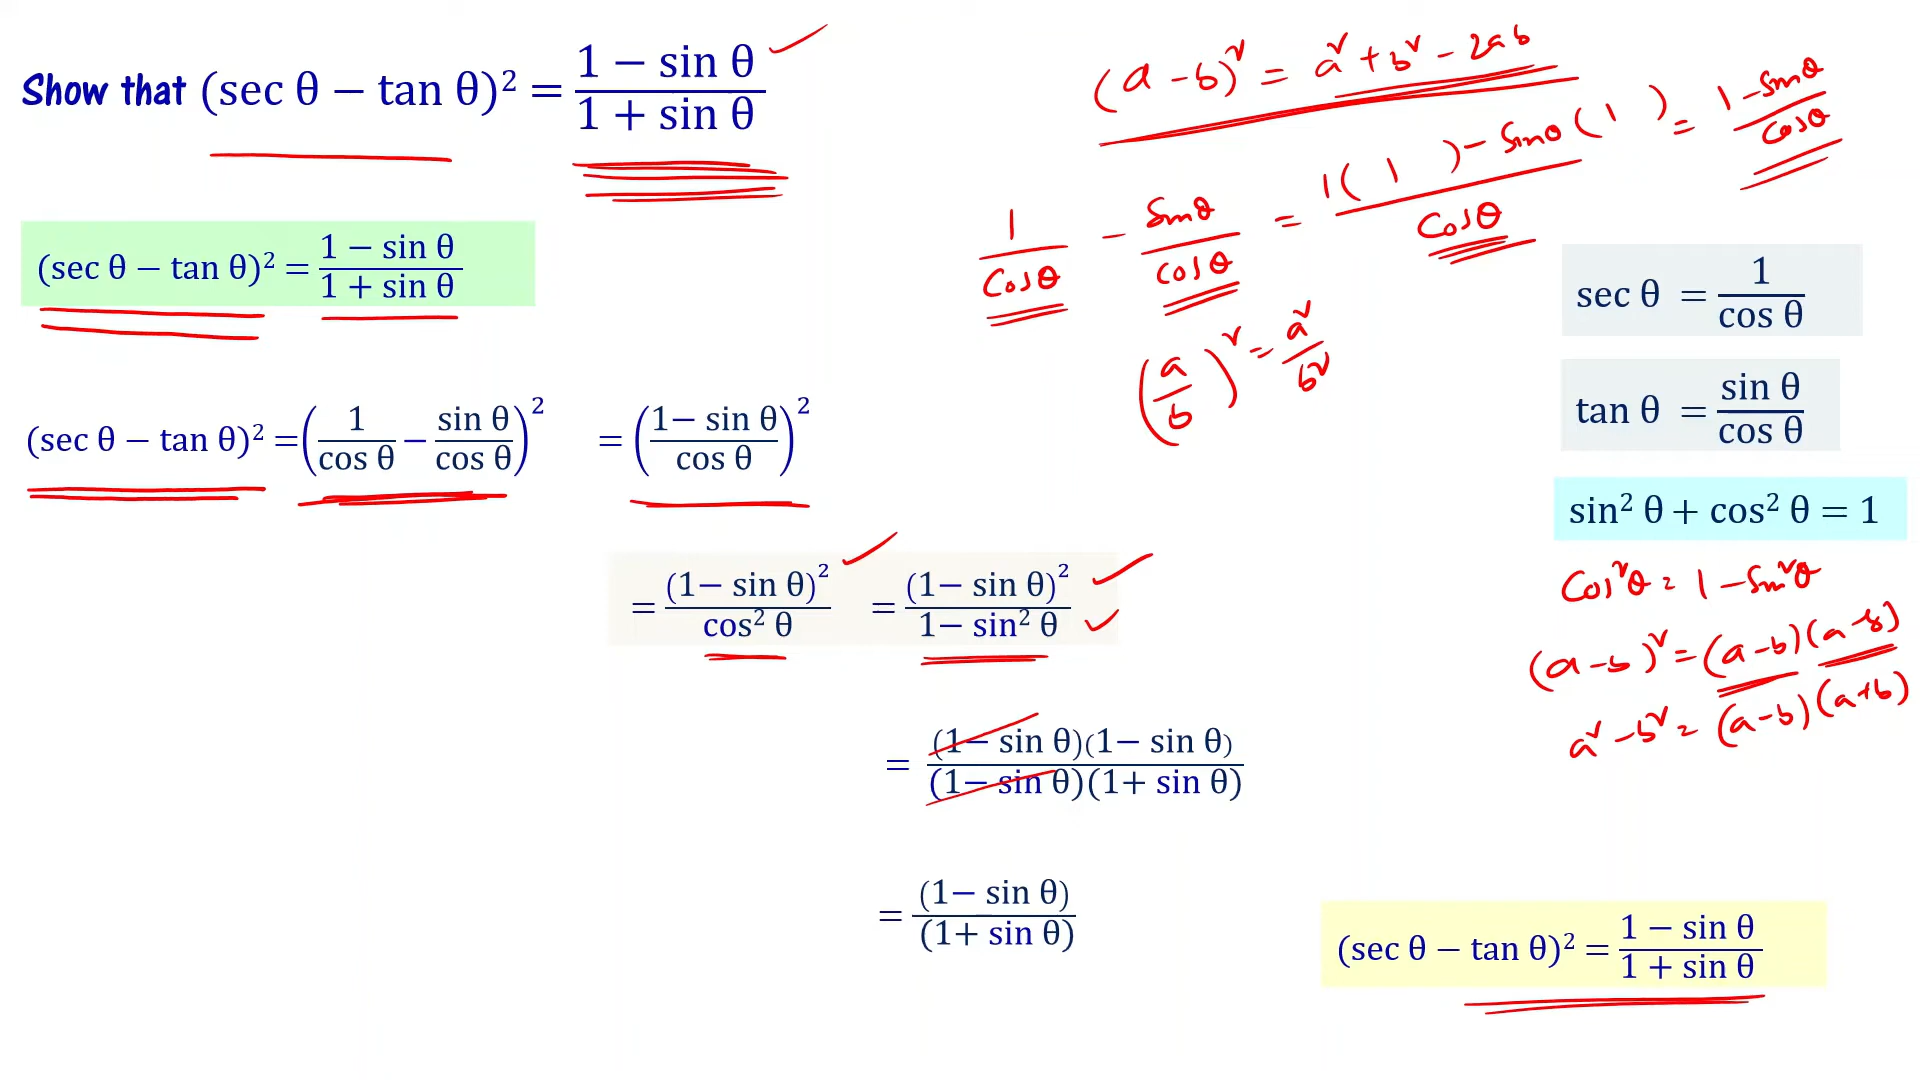 Show that (sec θ − tan θ)² = (1 − sin θ)/(1 + sin θ)
(a − b)² = a² + b² − 2ab
1/cosθ − sinθ/cosθ = (1(1) − sinθ(1))/cosθ = (1 − sinθ)/cosθ
(sec θ − tan θ)² = (1 − sin θ)/(1 + sin θ)
sec θ = 1/cos θ
(a/b)² = a²/b²
tan θ = sin θ/cos θ
(sec θ − tan θ)² = (1/cos θ − sin θ/cos θ)² = ((1− sin θ)/cos θ)²
sin² θ + cos² θ = 1
cos²θ = 1 − sin²θ
= (1− sin θ)²/cos² θ = (1− sin θ)²/(1− sin² θ)
(a − b)² = (a − b)(a − b)
a² − b² = (a − b)(a + b)
= (1− sin θ)(1− sin θ)/(1− sin θ)(1+ sin θ)
= (1− sin θ)/(1+ sin θ)
(sec θ − tan θ)² = (1 − sin θ)/(1 + sin θ)